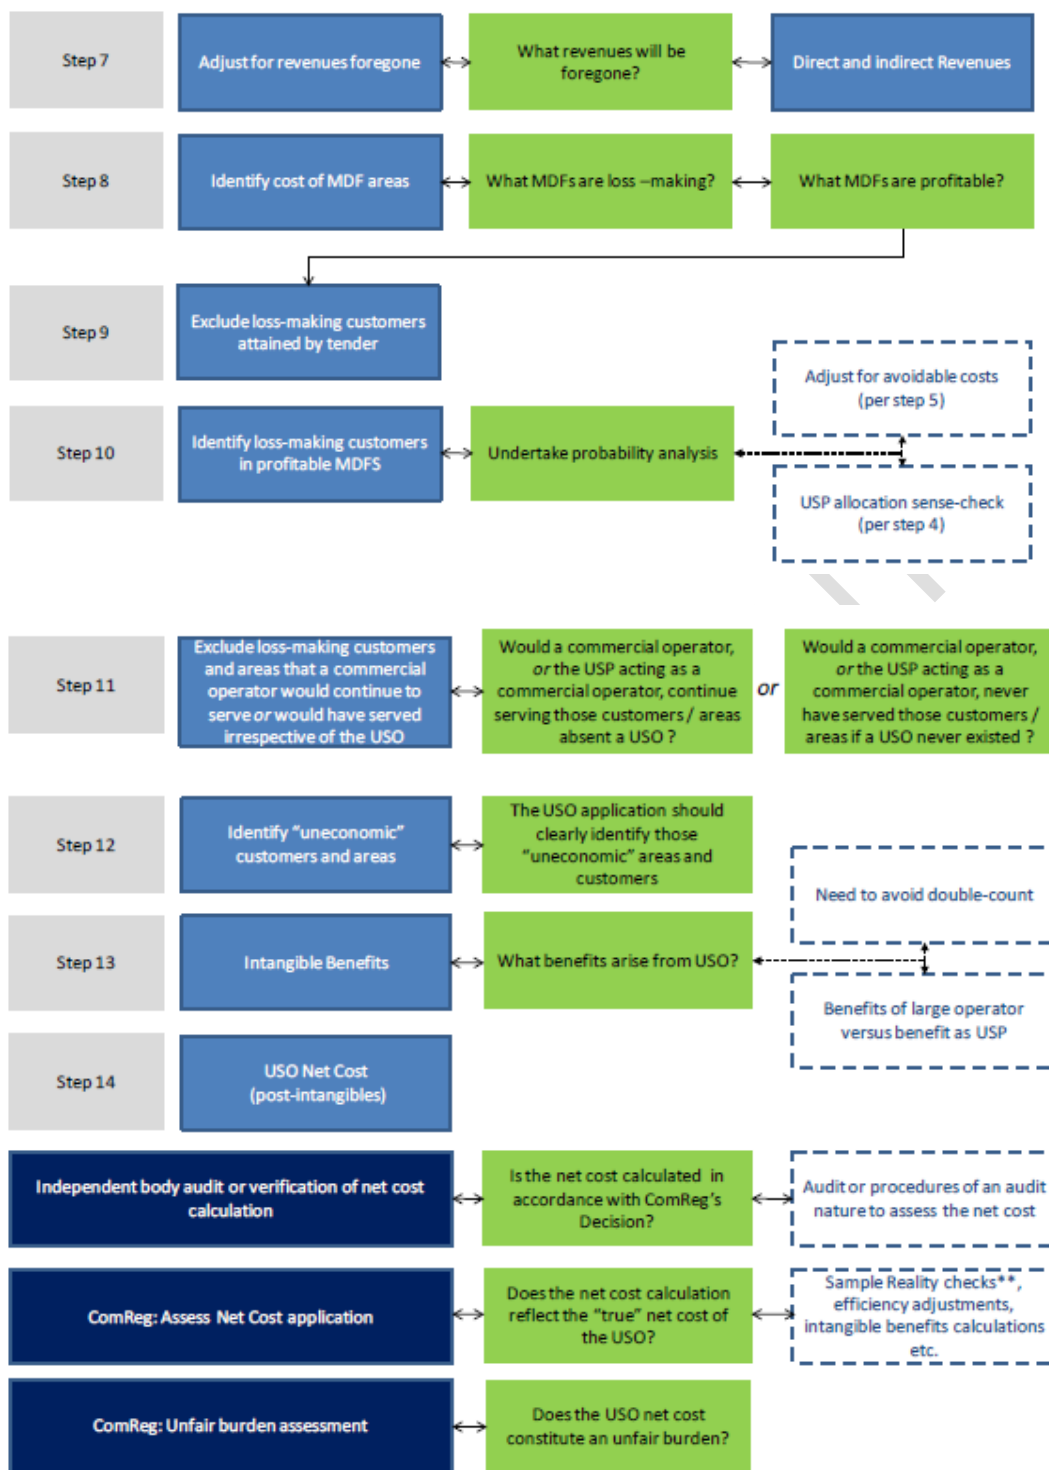 Step 7
Adjust for revenues foregone
What revenues will be
foregone?
Direct and indirect Revenues
Step 8
Identify cost of MDF areas
What MDFs are loss –making?
What MDFs are profitable?
Step 9
Exclude loss-making customers
attained by tender
Adjust for avoidable costs
(per step 5)
Step 10
Identify loss-making customers
in profitable MDFS
Undertake probability analysis
USP allocation sense-check
(per step 4)
Step 11
Exclude loss-making customers
and areas that a commercial
operator would continue to
serve or would have served
irrespective of the USO
Would a commercial operator,
or the USP acting as a
commercial operator, continue
serving those customers / areas
absent a USO ?
or
Would a commercial operator,
or the USP acting as a
commercial operator, never
have served those customers /
areas if a USO never existed ?
Step 12
Identify “uneconomic”
customers and areas
The USO application should
clearly identify those
“uneconomic” areas and
customers
Need to avoid double-count
Step 13
Intangible Benefits
What benefits arise from USO?
Benefits of large operator
versus benefit as USP
Step 14
USO Net Cost
(post-intangibles)
Independent body audit or verification of net cost
calculation
Is the net cost calculated in
accordance with ComReg’s
Decision?
Audit or procedures of an audit
nature to assess the net cost
ComReg: Assess Net Cost application
Does the net cost calculation
reflect the “true” net cost of
the USO?
Sample Reality checks**,
efficiency adjustments,
intangible benefits calculations
etc.
ComReg: Unfair burden assessment
Does the USO net cost
constitute an unfair burden?